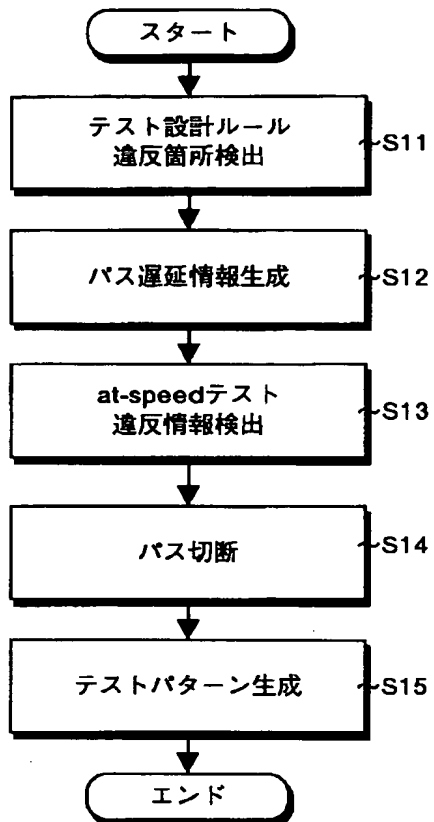 スタート
テスト設計ルール
違反箇所検出
~S11
パス遅延情報生成
~S12
at-speedテスト
違反情報検出
~S13
パス切断
~S14
テストパターン生成
~S15
エンド